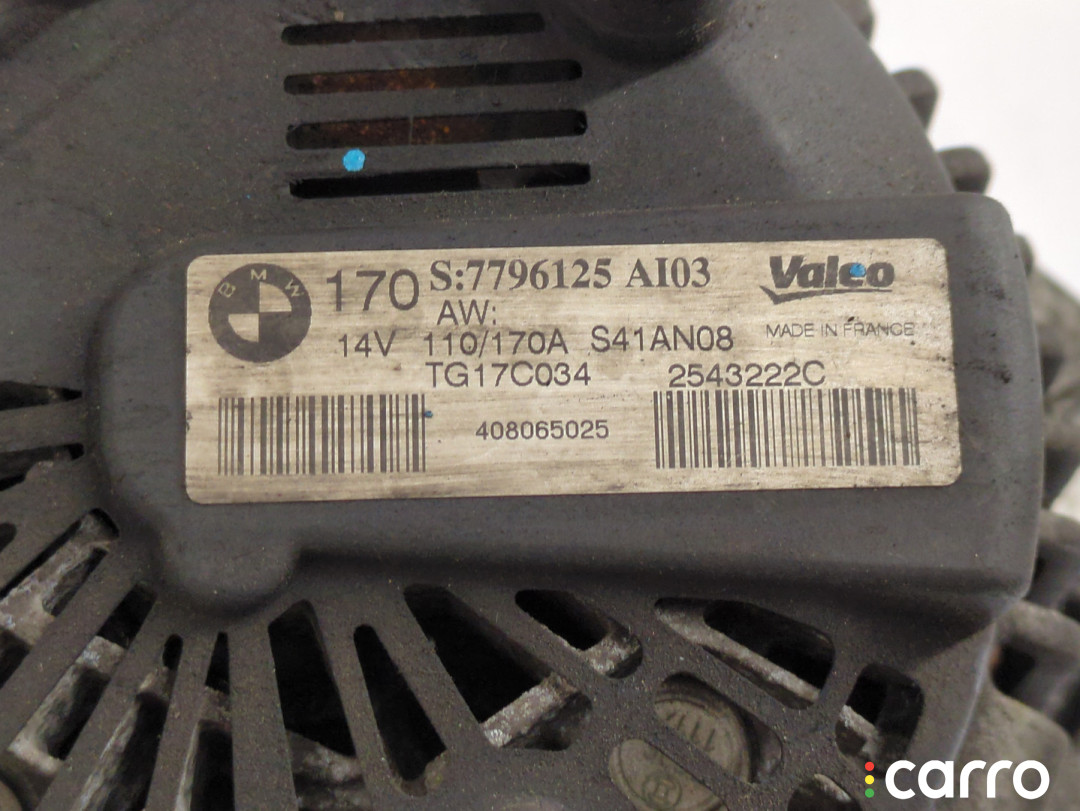 BMW 170 S:7796125 AI03 Valeo
AW:
MADE IN FRANCE
14V 110/170A S41AN08
TG17C034 2543222C
408065025
carro